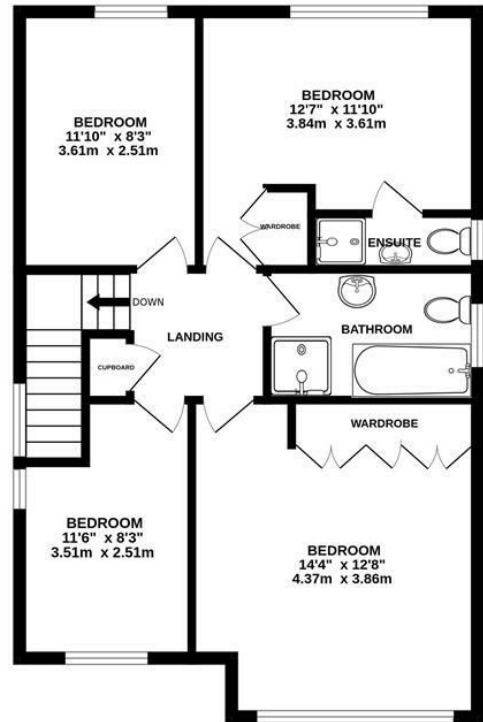 BEDROOM
11'10" x 8'3"
3.61m x 2.51m
BEDROOM
12'7" x 11'10"
3.84m x 3.61m
WARDROBE
ENSUITE
DOWN
LANDING
BATHROOM
CUPBOARD
WARDROBE
BEDROOM
11'6" x 8'3"
3.51m x 2.51m
BEDROOM
14'4" x 12'8"
4.37m x 3.86m